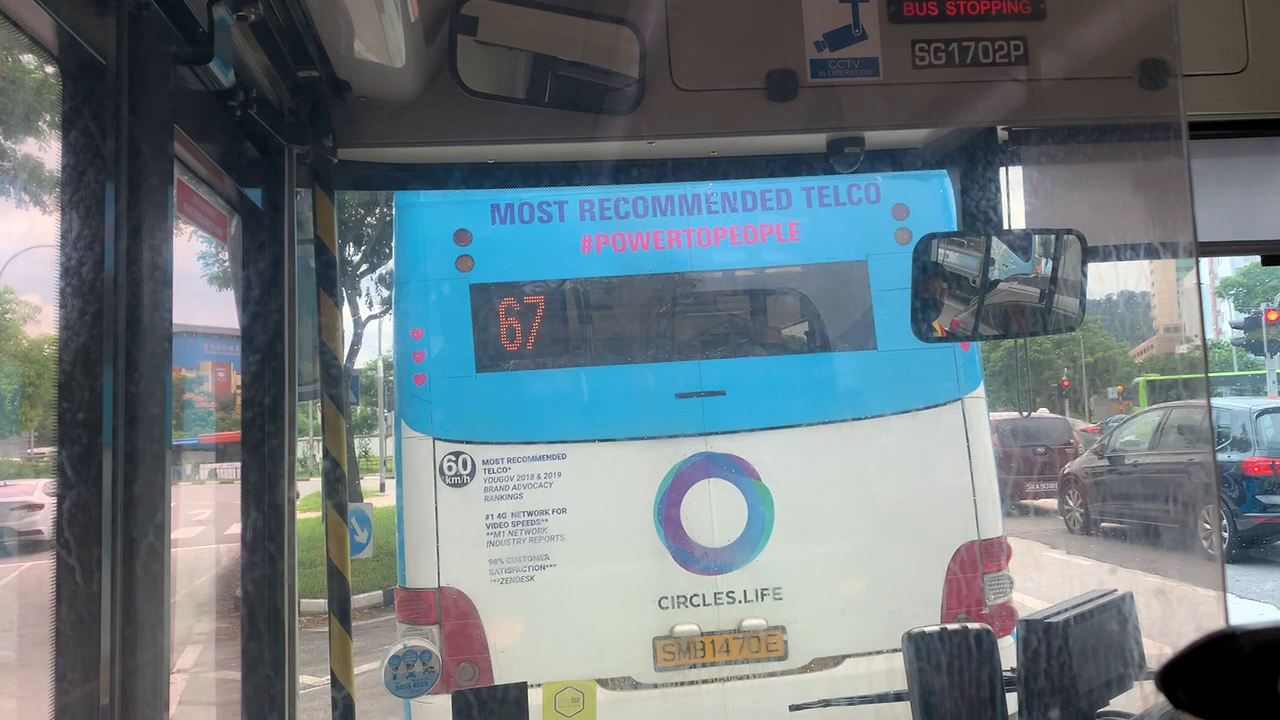 BUS STOPPING
SG1702P
CCTV
IN OPERATION
MOST RECOMMENDED TELCO
#POWERTOPEOPLE
67
60
km/h
MOST RECOMMENDED
TELCO*
YOUGOV 2018 & 2019
BRAND ADVOCACY
RANKINGS
#1 4G NETWORK FOR
VIDEO SPEEDS**
**M1 NETWORK
INDUSTRY REPORTS
98% CUSTOMER
SATISFACTION***
***ZENDESK
CIRCLES.LIFE
SMB1470E